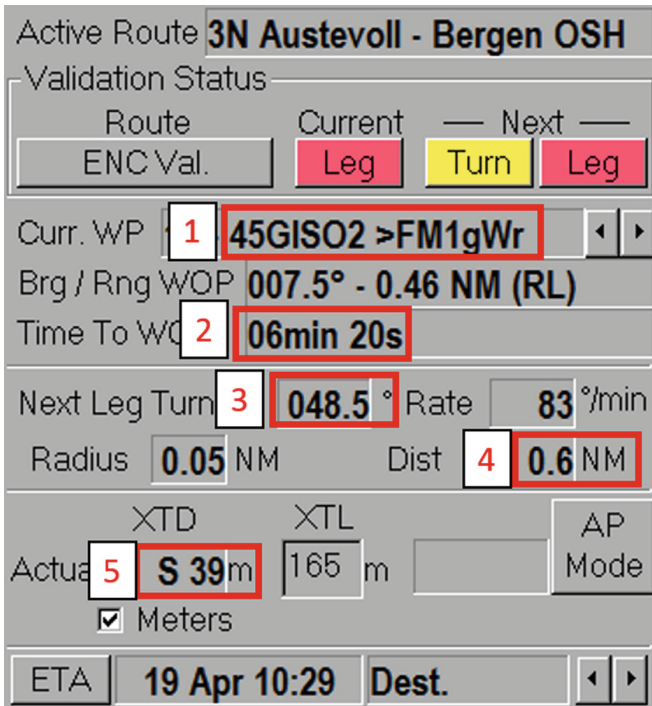 Active Route 3N Austevoll - Bergen OSH
Validation Status
Route Current Next
ENC Val. Leg Turn Leg
Curr. WP 1 45GISO2 >FM1gWr
Brg / Rng WOP 007.5° - 0.46 NM (RL)
Time To 2 06min 20s
Next Leg Turn 3 048.5 ° Rate 83 °/min
Radius 0.05 NM Dist 4 0.6 NM
XTD XTL
5 S 39 m 165 m
AP Mode
Meters
ETA 19 Apr 10:29 Dest.